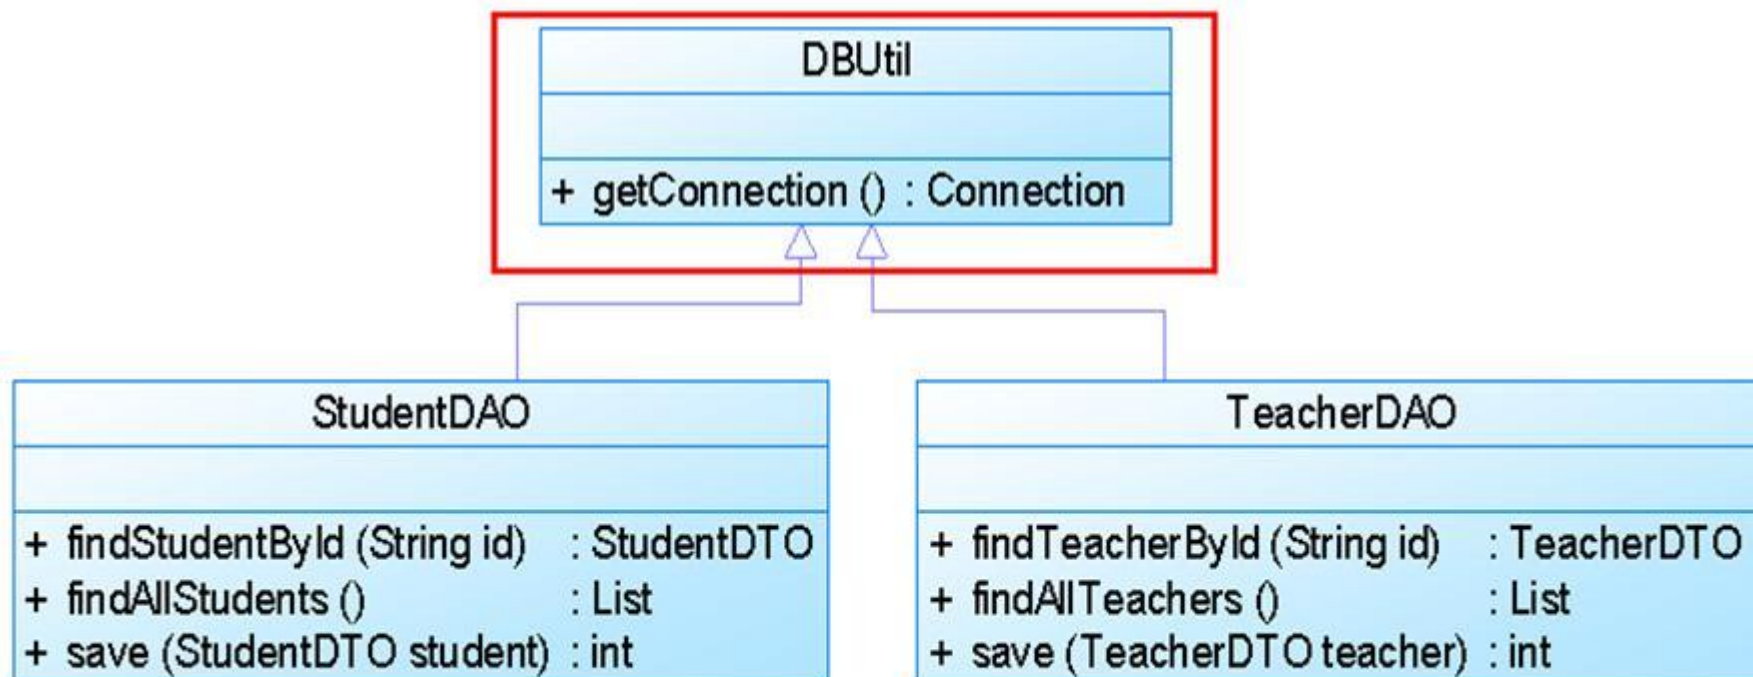 DBUtil
+ getConnection () : Connection
StudentDAO
+ findStudentById (String id) : StudentDTO
+ findAllStudents () : List
+ save (StudentDTO student) : int
TeacherDAO
+ findTeacherById (String id) : TeacherDTO
+ findAllTeachers () : List
+ save (TeacherDTO teacher) : int